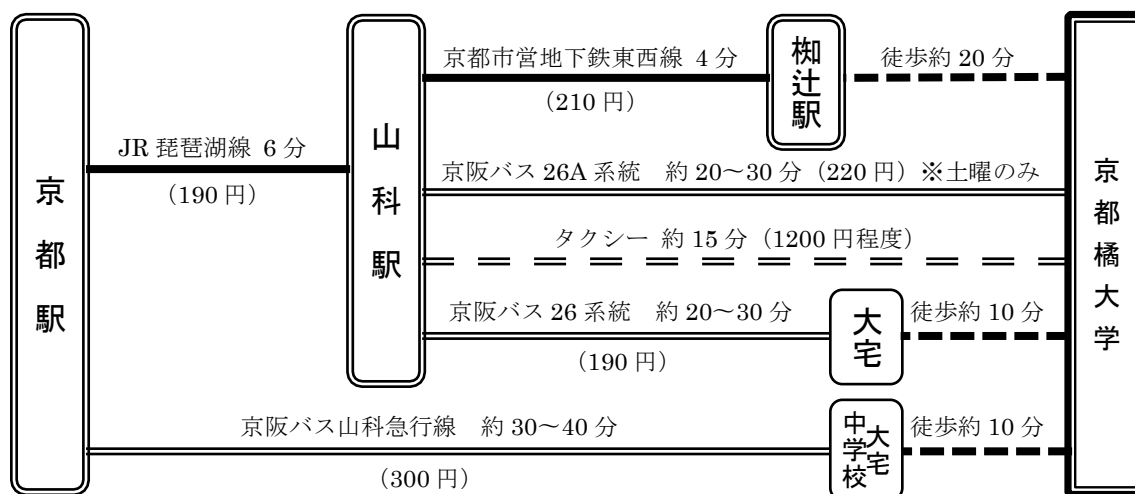 京都駅
JR 琵琶湖線 6 分
（190 円）
山科駅
京都市営地下鉄東西線 4 分
（210 円）
椥辻駅
徒歩約 20 分
京阪バス 26A 系統　約 20～30 分（220 円）※土曜のみ
タクシー 約 15 分（1200 円程度）
京阪バス 26 系統　約 20～30 分
（190 円）
大宅
徒歩約 10 分
京阪バス山科急行線　約 30～40 分
（300 円）
大宅
中学校
徒歩約 10 分
京都橘大学